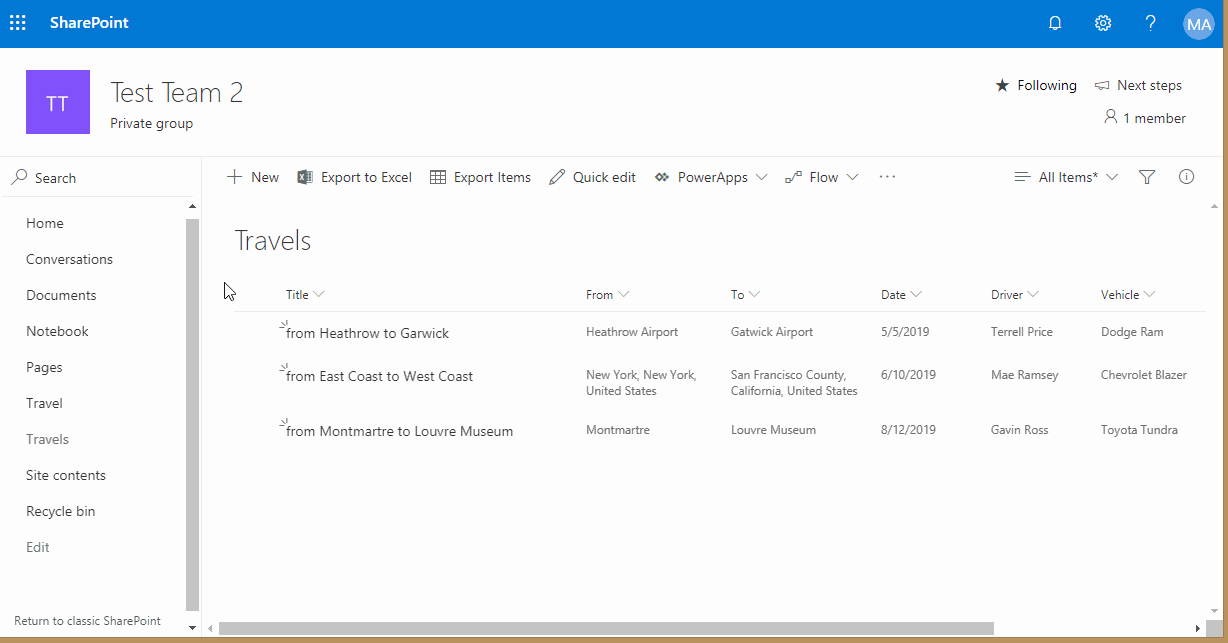 SharePoint
?
MA
TT
Test Team 2
Private group
Following
Next steps
1 member
Search
New
Export to Excel
Export Items
Quick edit
PowerApps
Flow
...
All Items*
Home
Conversations
Documents
Notebook
Pages
Travel
Travels
Site contents
Recycle bin
Edit
Return to classic SharePoint
Travels
Title From To Date Driver Vehicle
from Heathrow to Garwick Heathrow Airport Gatwick Airport 5/5/2019 Terrell Price Dodge Ram
from East Coast to West Coast New York, New York, San Francisco County, 6/10/2019 Mae Ramsey Chevrolet Blazer
United States California, United States
from Montmartre to Louvre Museum Montmartre Louvre Museum 8/12/2019 Gavin Ross Toyota Tundra